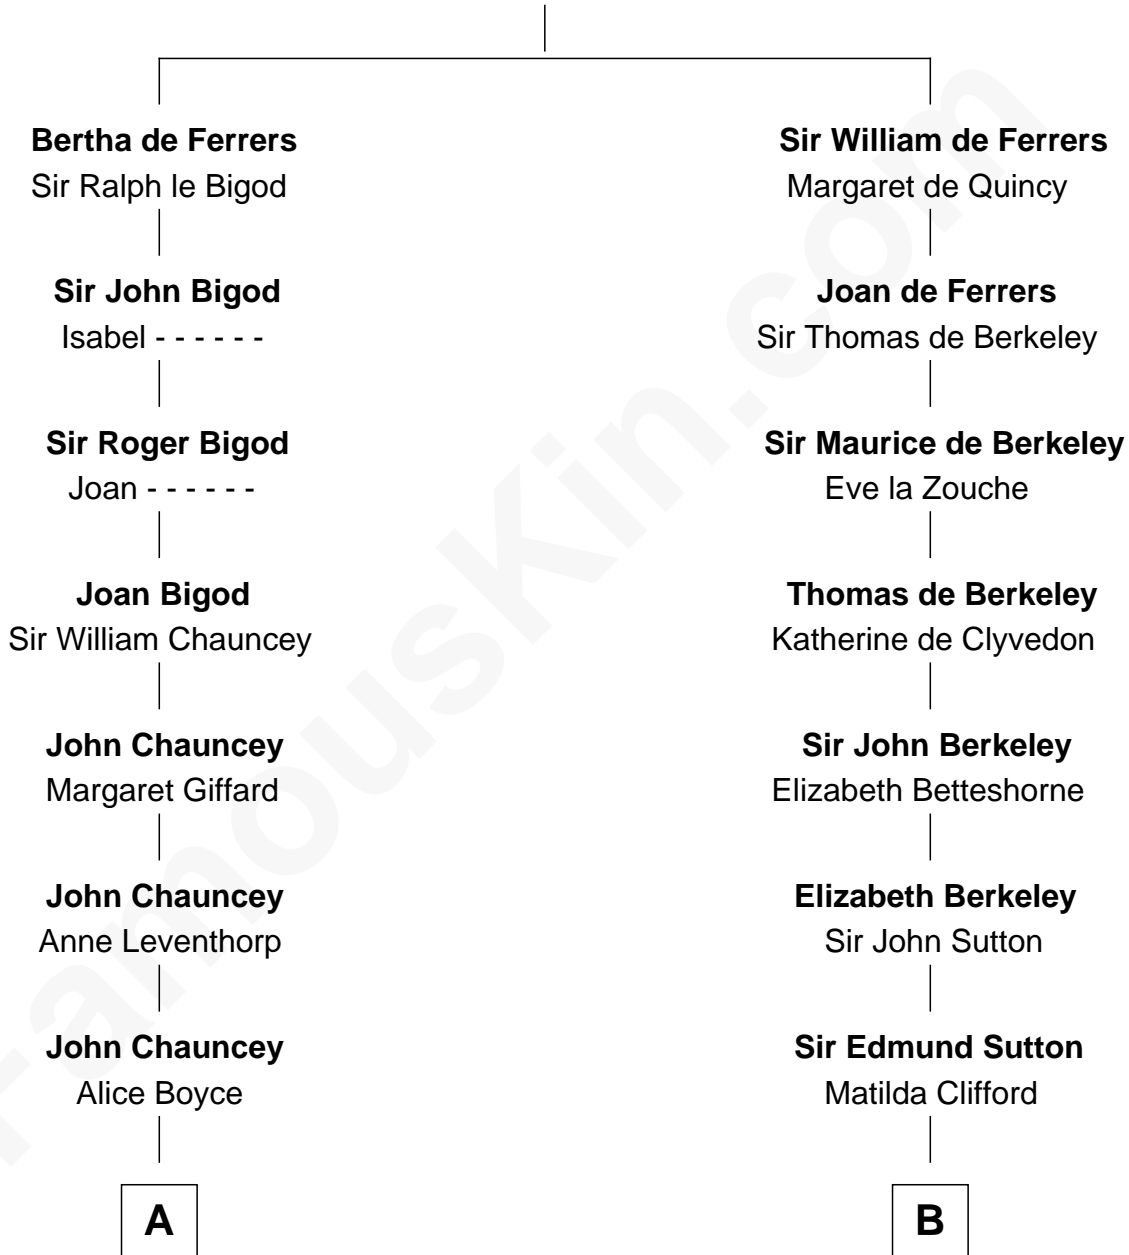 Bertha de Ferrers
Sir Ralph le Bigod
Sir John Bigod
Isabel - - - - - -
Sir Roger Bigod
Joan - - - - - -
Joan Bigod
Sir William Chauncey
John Chauncey
Margaret Giffard
John Chauncey
Anne Leventhorp
John Chauncey
Alice Boyce
A
Sir William de Ferrers
Margaret de Quincy
Joan de Ferrers
Sir Thomas de Berkeley
Sir Maurice de Berkeley
Eve la Zouche
Thomas de Berkeley
Katherine de Clyvedon
Sir John Berkeley
Elizabeth Betteshorne
Elizabeth Berkeley
Sir John Sutton
Sir Edmund Sutton
Matilda Clifford
B
FamousKin.com